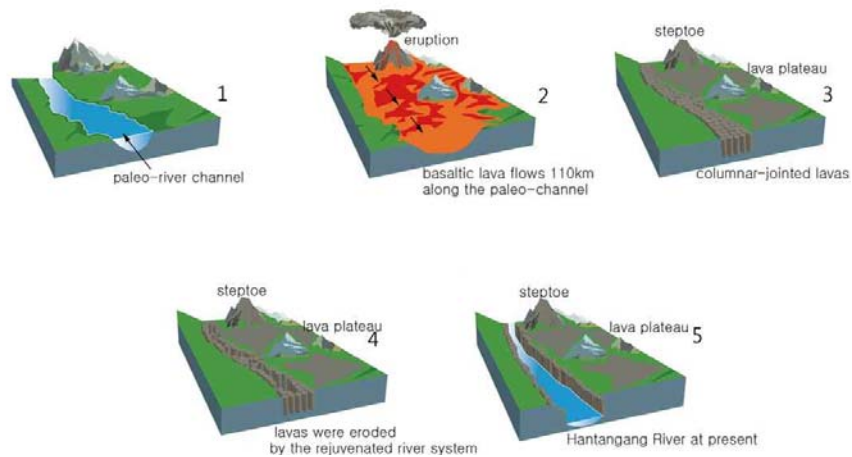 1
paleo-river channel
eruption
2
basaltic lava flows 110km
along the paleo-channel
steptoe
lava plateau
3
columnar-jointed lavas
steptoe
lava plateau
4
lavas were eroded
by the rejuvenated river system
steptoe
lava plateau
5
Hantangang River at present